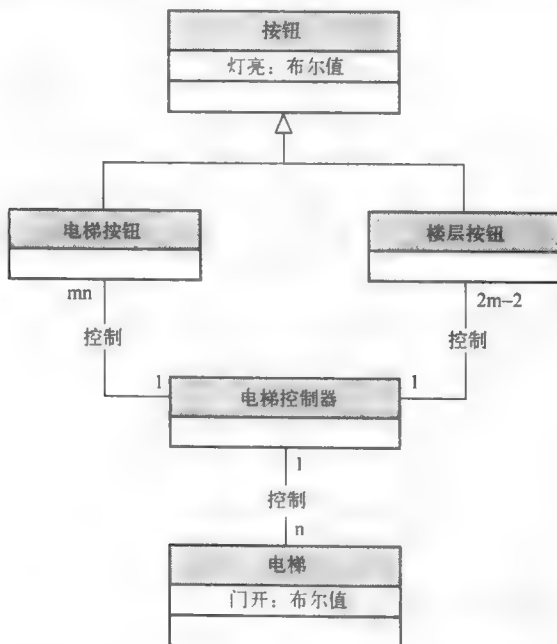 按钮
灯亮：布尔值
电梯按钮
楼层按钮
mn
2m–2
控制
控制
1
1
电梯控制器
1
控制
n
电梯
门开：布尔值